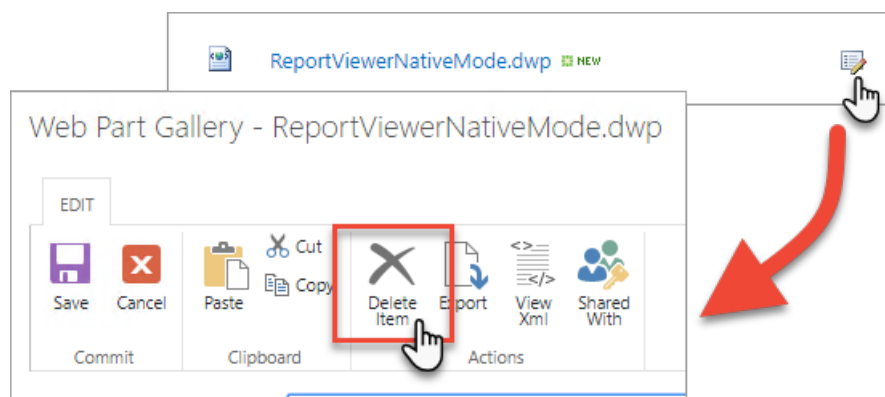 ReportViewerNativeMode.dwp NEW
Web Part Gallery - ReportViewerNativeMode.dwp
EDIT
Save
Cancel
Paste
Cut
Copy
Delete
Item
Export
View
Xml
Shared
With
Commit
Clipboard
Actions